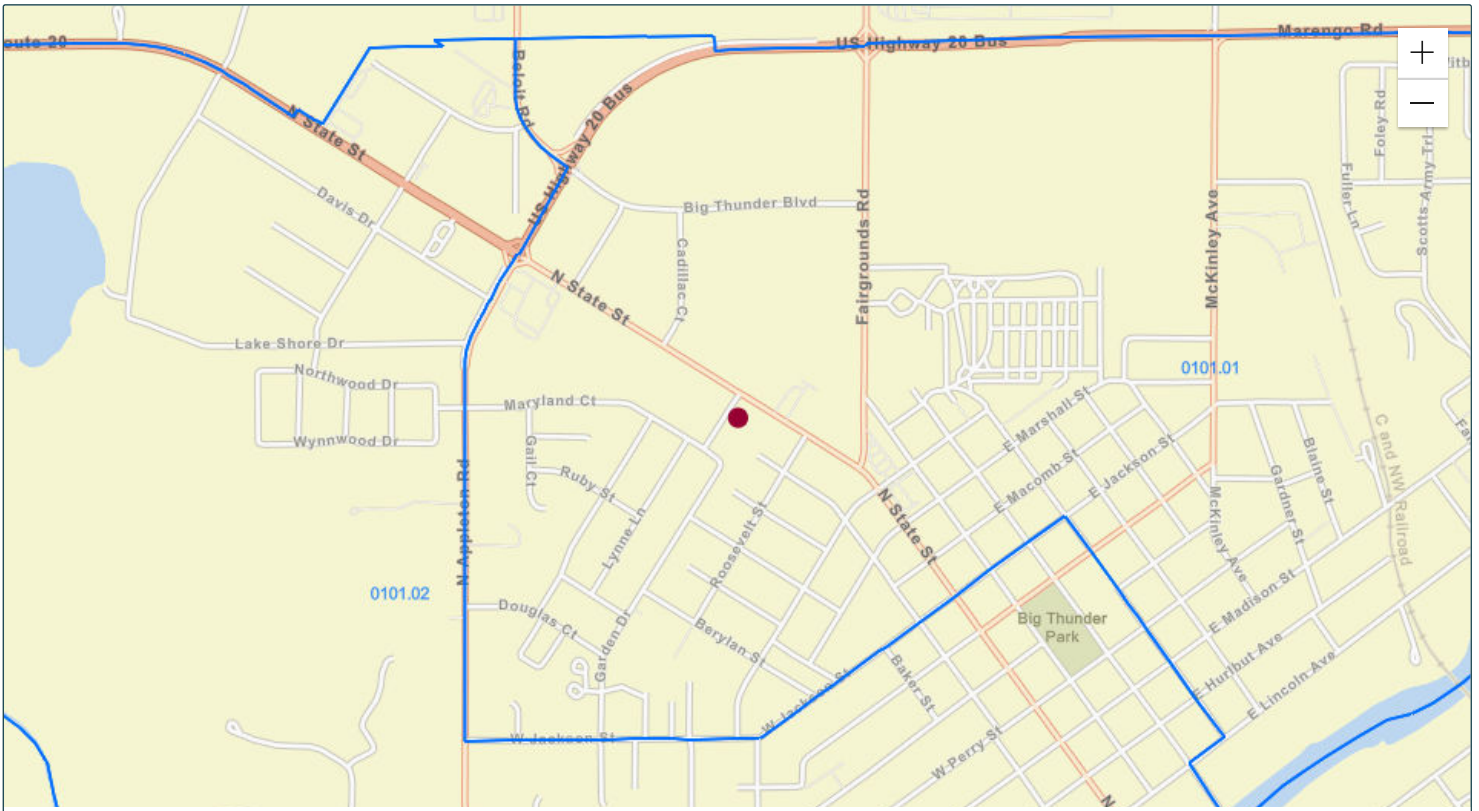 oute 20
US Highway 20 Bus
Marengo Rd
+
−
Beloit Rd
US Highway 20 Bus
N State St
Foley Rd
Scotts Army Trl
Fuller Ln
Davis Dr
Big Thunder Blvd
Cadillac Ct
Fairgrounds Rd
McKinley Ave
N State St
Lake Shore Dr
Northwood Dr
0101.01
Maryland Ct
Wynnwood Dr
Gail Ct
Ruby St
E Marshall St
E Macomb St
E Jackson St
Gardner St
Blaine St
C and NW Railroad
N Appleton Rd
Lynne Ln
Roosevelt St
N State St
McKinley Ave
0101.02
Douglas Ct
Garden Dr
Berylan St
Big Thunder
Park
E Madison St
E Hurlbut Ave
E Lincoln Ave
Baker St
W Jackson St
W Jackson St
W Perry St
N